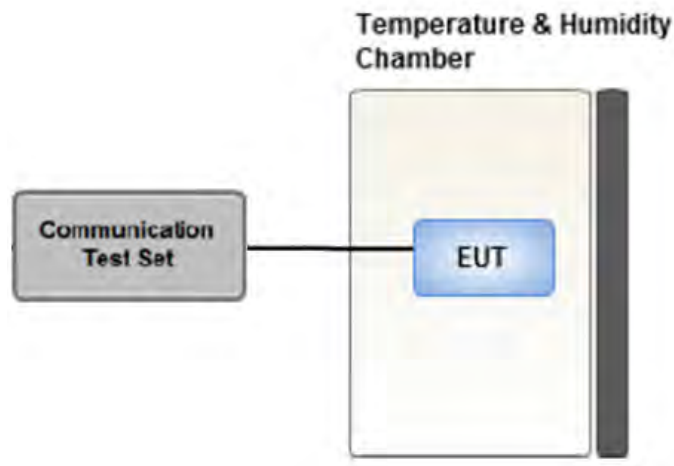 Temperature & Humidity
Chamber
Communication
Test Set
EUT